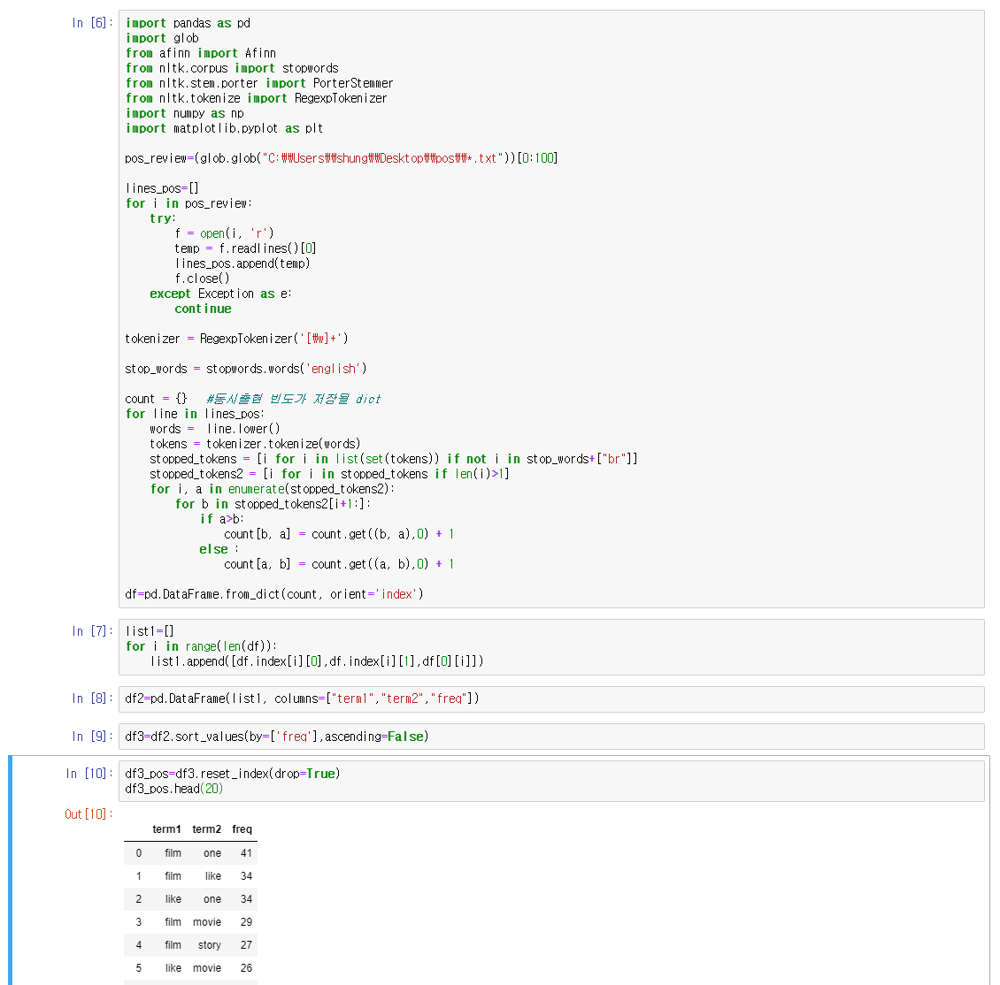 In [6]:
import pandas as pd
import glob
from afinn import Afinn
from nltk.corpus import stopwords
from nltk.stem.porter import PorterStemmer
from nltk.tokenize import RegexpTokenizer
import numpy as np
import matplotlib.pyplot as plt
pos_review=(glob.glob("C:₩₩Users₩₩shung₩₩Desktop₩₩pos₩₩*.txt"))[0:100]
lines_pos=[]
for i in pos_review:
    try:
        f = open(i, 'r')
        temp = f.readlines()[0]
        lines_pos.append(temp)
        f.close()
    except Exception as e:
        continue
tokenizer = RegexpTokenizer('[₩w]+')
stop_words = stopwords.words('english')
count = {}   #동시출현 빈도가 저장될 dict
for line in lines_pos:
    words =  line.lower()
    tokens = tokenizer.tokenize(words)
    stopped_tokens = [i for i in list(set(tokens)) if not i in stop_words+["br"]]
    stopped_tokens2 = [i for i in stopped_tokens if len(i)>1]
    for i, a in enumerate(stopped_tokens2):
        for b in stopped_tokens2[i+1:]:
            if a>b:
                count[b, a] = count.get((b, a),0) + 1
            else :
                count[a, b] = count.get((a, b),0) + 1
df=pd.DataFrame.from_dict(count, orient='index')
In [7]:
list1=[]
for i in range(len(df)):
    list1.append([df.index[i][0],df.index[i][1],df[0][i]])
In [8]:
df2=pd.DataFrame(list1, columns=["term1","term2","freq"])
In [9]:
df3=df2.sort_values(by=['freq'],ascending=False)
In [10]:
df3_pos=df3.reset_index(drop=True)
df3_pos.head(20)
Out[10]:
term1 term2 freq
0 film one 41
1 film like 34
2 like one 34
3 film movie 29
4 film story 27
5 like movie 26